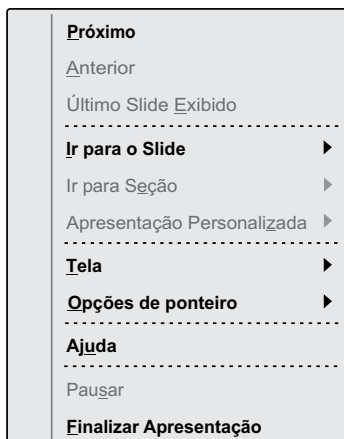 Próximo
Anterior
Último Slide Exibido
Ir para o Slide
Ir para Seção
Apresentação Personalizada
Tela
Opções de ponteiro
Ajuda
Pausar
Finalizar Apresentação